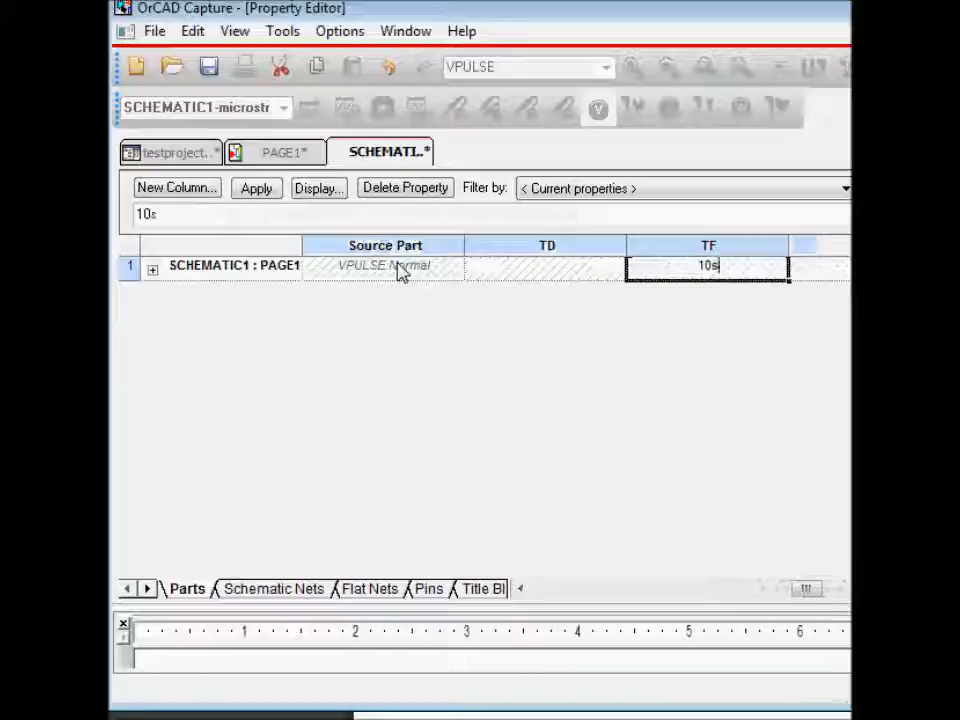 OrCAD Capture - [Property Editor]
File Edit View Tools Options Window Help
VPULSE
SCHEMATIC1-microstr
testproject..* PAGE1* SCHEMATI..*
New Column... Apply Display... Delete Property Filter by: < Current properties >
10s
Source Part TD TF
1 SCHEMATIC1 : PAGE1 VPULSE Normal 10s
Parts Schematic Nets Flat Nets Pins Title Bl
1 2 3 4 5 6